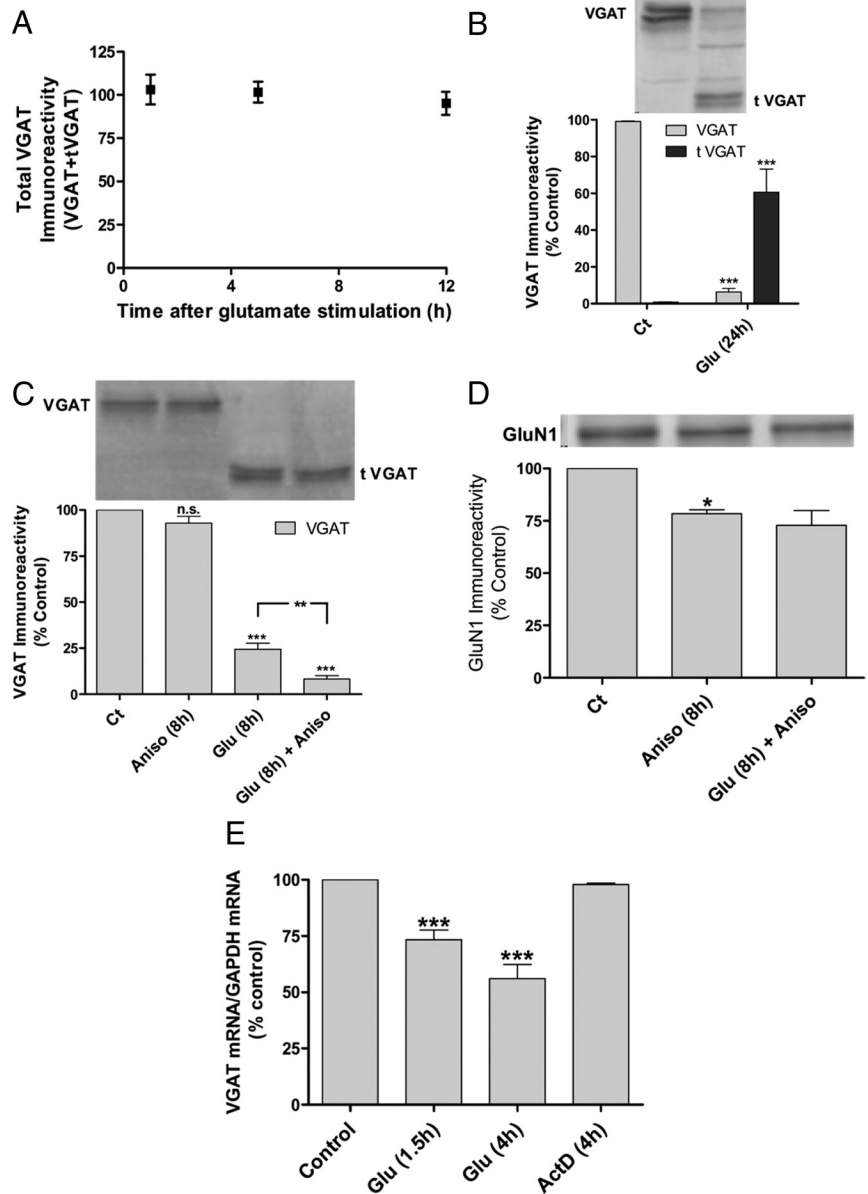 A
Total VGAT
Immunoreactivity
(VGAT+tVGAT)
125
100
75
50
25
0
0 4 8 12
Time after glutamate stimulation (h)
B
VGAT
t VGAT
VGAT Immunoreactivity
(% Control)
100
80
60
40
20
0
VGAT
t VGAT
***
***
Ct
Glu (24h)
C
VGAT
t VGAT
VGAT Immunoreactivity
(% Control)
100
75
50
25
0
n.s.
VGAT
**
***
***
Ct
Aniso (8h)
Glu (8h)
Glu (8h) + Aniso
D
GluN1
GluN1 Immunoreactivity
(% Control)
100
75
50
25
0
*
Ct
Aniso (8h)
Glu (8h) + Aniso
E
VGAT mRNA/GAPDH mRNA
(% control)
100
75
50
25
0
***
***
Control
Glu (1.5h)
Glu (4h)
ActD (4h)